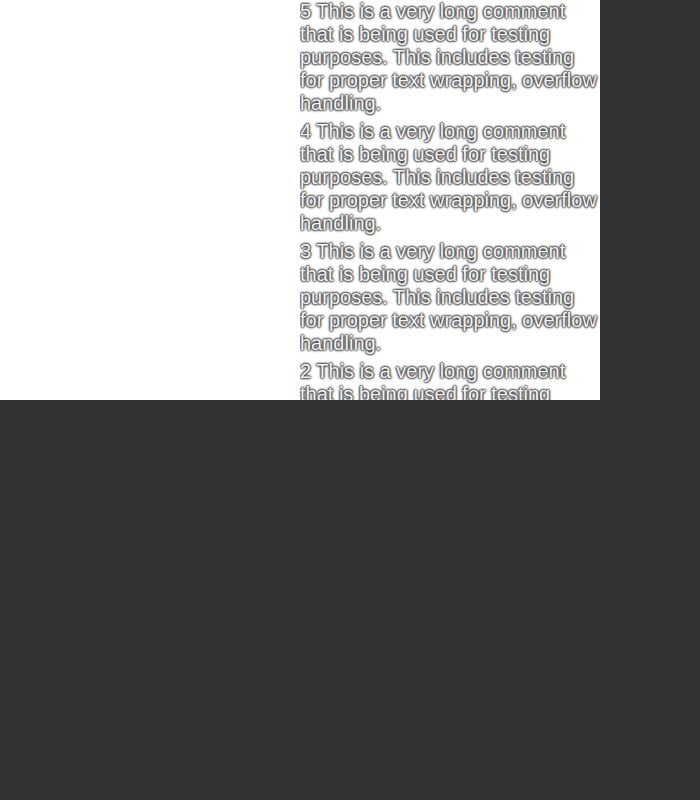 5 This is a very long comment
that is being used for testing
purposes. This includes testing
for proper text wrapping, overflow
handling.
4 This is a very long comment
that is being used for testing
purposes. This includes testing
for proper text wrapping, overflow
handling.
3 This is a very long comment
that is being used for testing
purposes. This includes testing
for proper text wrapping, overflow
handling.
2 This is a very long comment
that is being used for testing